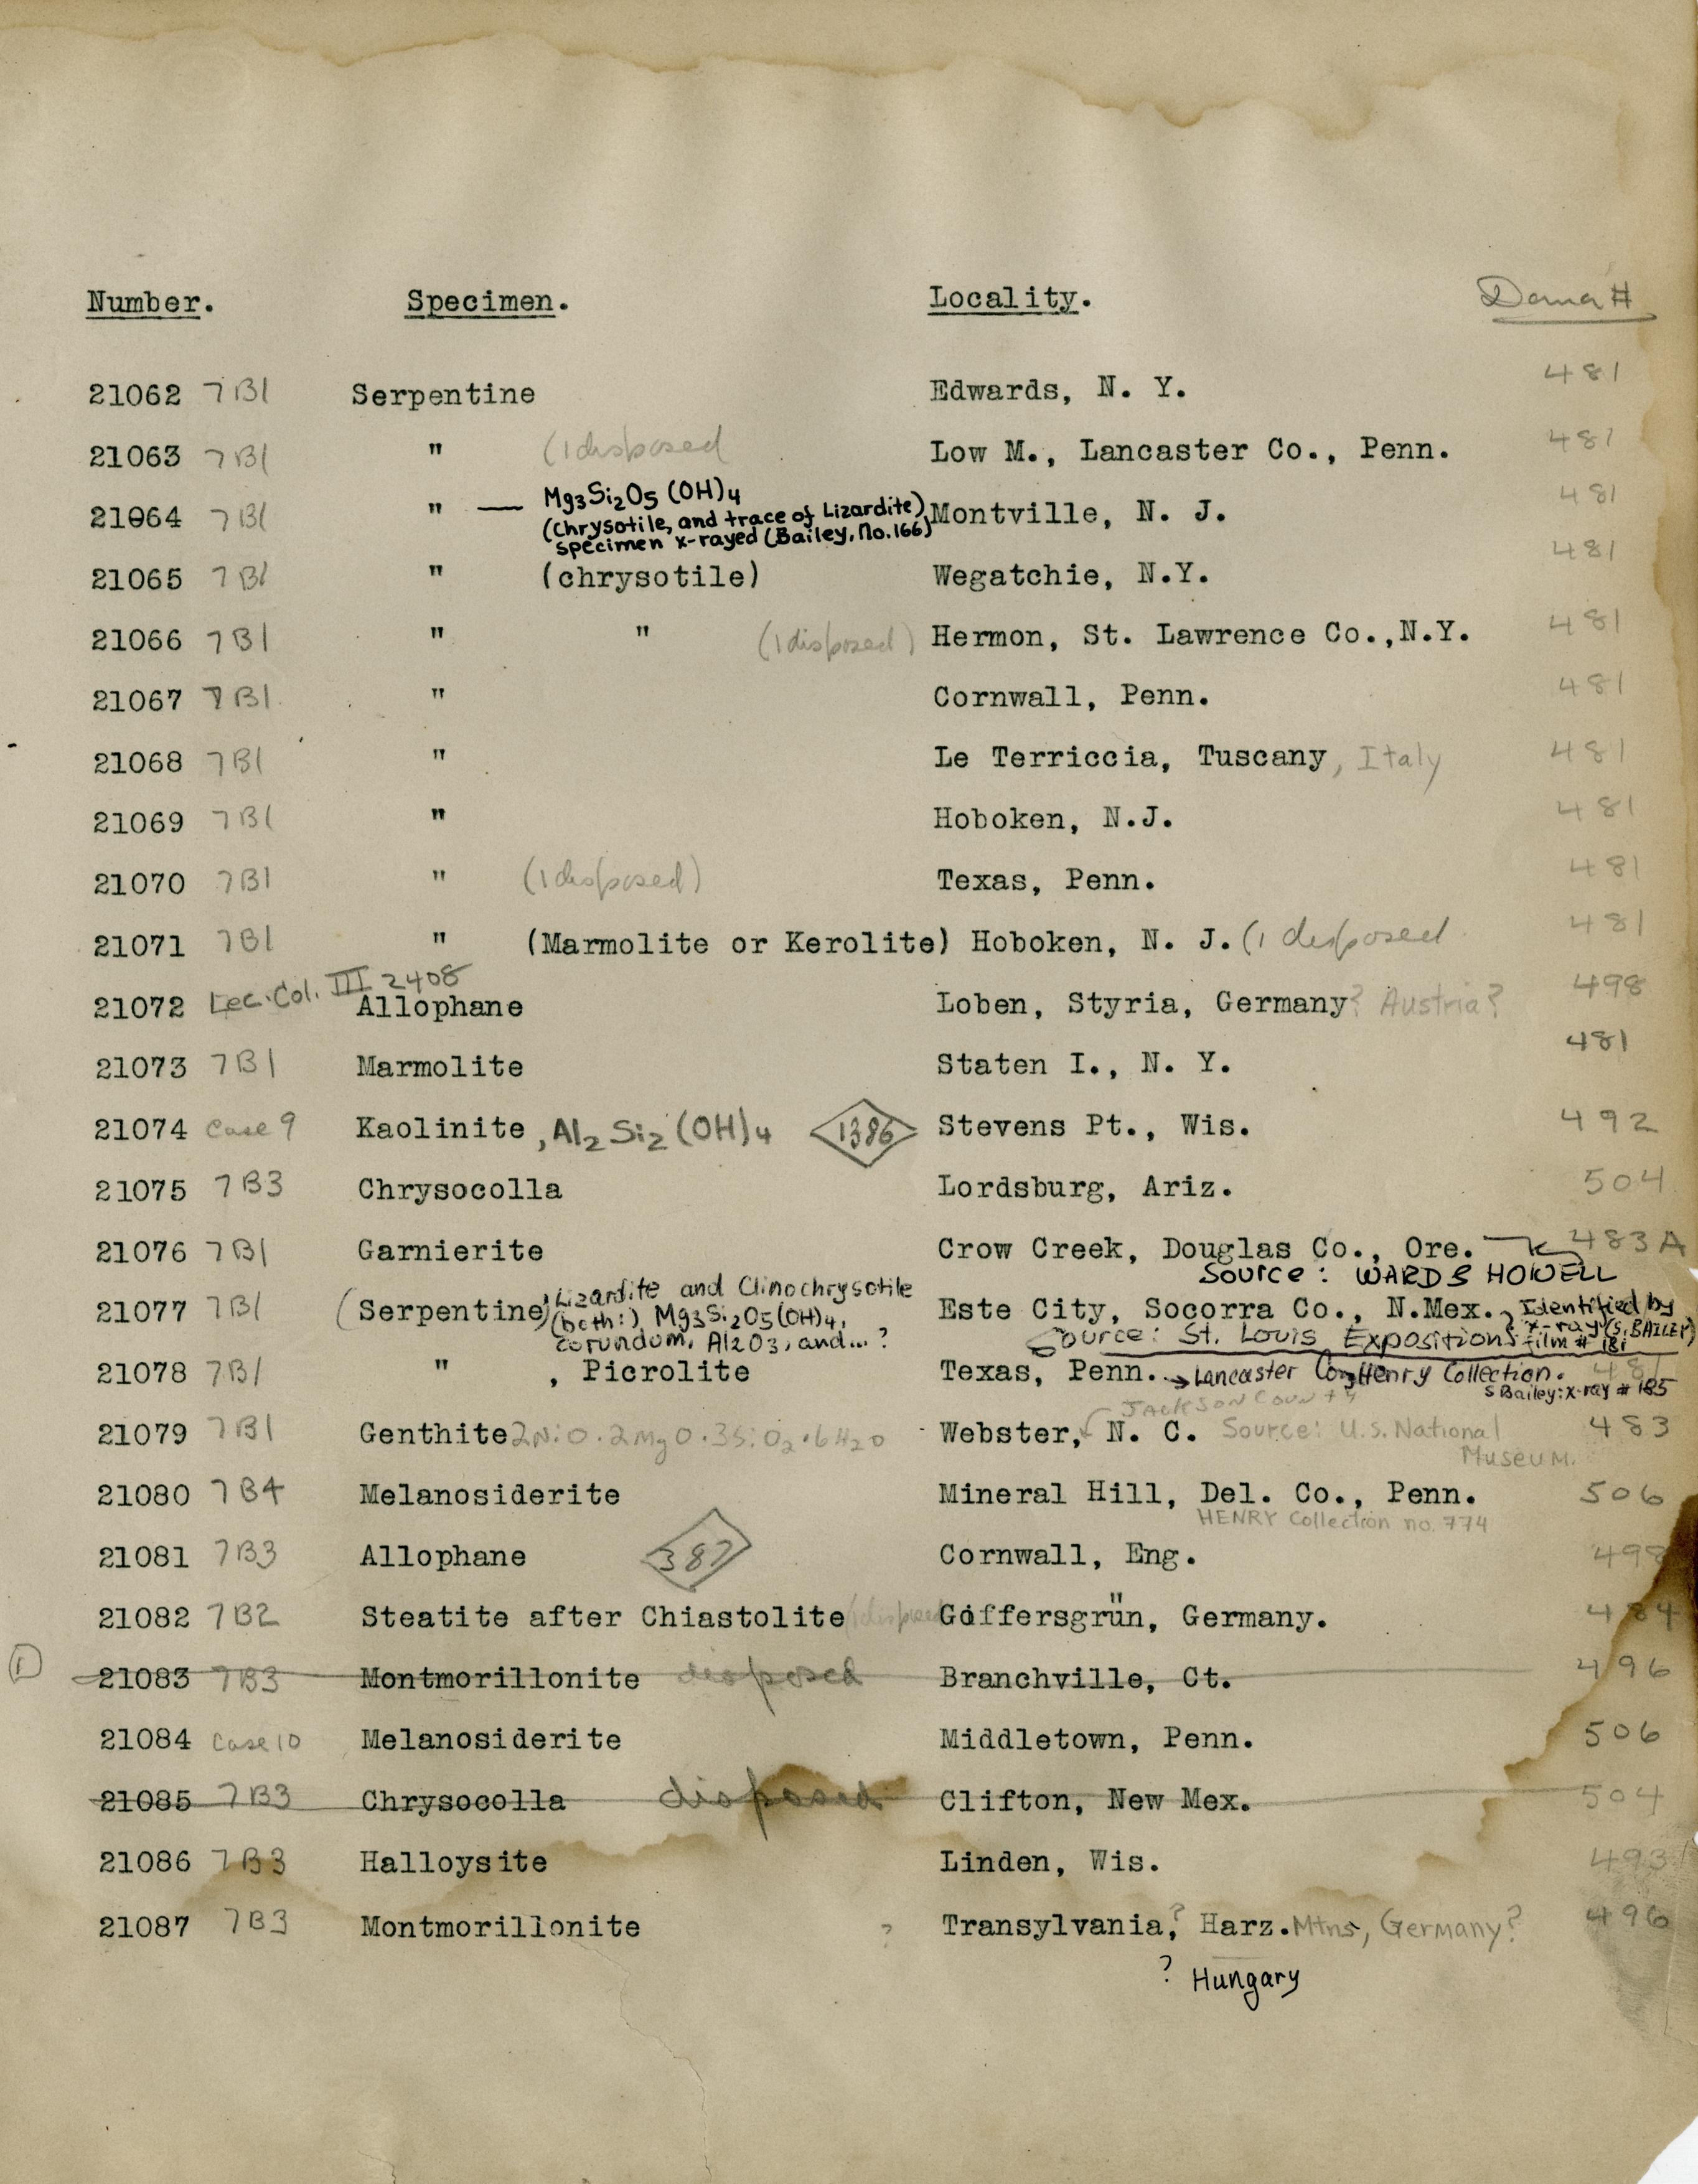 Number. Specimen. Locality. Dana #
21062 7B1 Serpentine Edwards, N. Y. 481
21063 7B1 " (1 disposed Low M., Lancaster Co., Penn. 481
21064 7B1 " — Mg3Si2O5(OH)4 Montville, N. J. 481
(Chrysotile, and trace of Lizardite)
specimen x-rayed (Bailey, No.166)
21065 7B1 " (chrysotile) Wegatchie, N.Y. 481
21066 7B1 " " (1 disposed) Hermon, St. Lawrence Co.,N.Y. 481
21067 7B1 " Cornwall, Penn. 481
21068 7B1 " Le Terriccia, Tuscany, Italy 481
21069 7B1 " Hoboken, N.J. 481
21070 7B1 " (1 disposed) Texas, Penn. 481
21071 7B1 " (Marmolite or Kerolite) Hoboken, N. J. (1 disposed 481
21072 Lec. Col. III 2408 Allophane Loben, Styria, Germany? Austria? 498
21073 7B1 Marmolite Staten I., N. Y. 481
21074 Case 9 Kaolinite, Al2Si2(OH)4 1386 Stevens Pt., Wis. 492
21075 7B3 Chrysocolla Lordsburg, Ariz. 504
21076 7B1 Garnierite Crow Creek, Douglas Co., Ore. 483A
Source: WARD & HOWELL
21077 7B1 (Serpentine), Lizardite and Clinochrysotile Este City, Socorra Co., N.Mex. Identified by
(both:) Mg3Si2O5(OH)4, x-ray (S. BAILEY)
corundum, Al2O3, and...? Source: St. Louis Exposition film # 181
21078 7B1 " , Picrolite Texas, Penn. → Lancaster Co., Henry Collection. 481
S Bailey: x-ray # 185
JACKSON COUNTY
21079 7B1 Genthite 2NiO.2MgO.3SiO2.6H2O Webster, N. C. Source: U.S. National 483
Museum.
21080 7B4 Melanosiderite Mineral Hill, Del. Co., Penn. 506
HENRY Collection no. 774
21081 7B3 Allophane 387 Cornwall, Eng. 498
21082 7B2 Steatite after Chiastolite (disposed Göffersgrün, Germany. 484
D 21083 7B3 Montmorillonite disposed Branchville, Ct. 496
21084 Case 10 Melanosiderite Middletown, Penn. 506
21085 7B3 Chrysocolla disposed Clifton, New Mex. 504
21086 7B3 Halloysite Linden, Wis. 493
21087 7B3 Montmorillonite ? Transylvania,? Harz. Mtns, Germany? 496
? Hungary